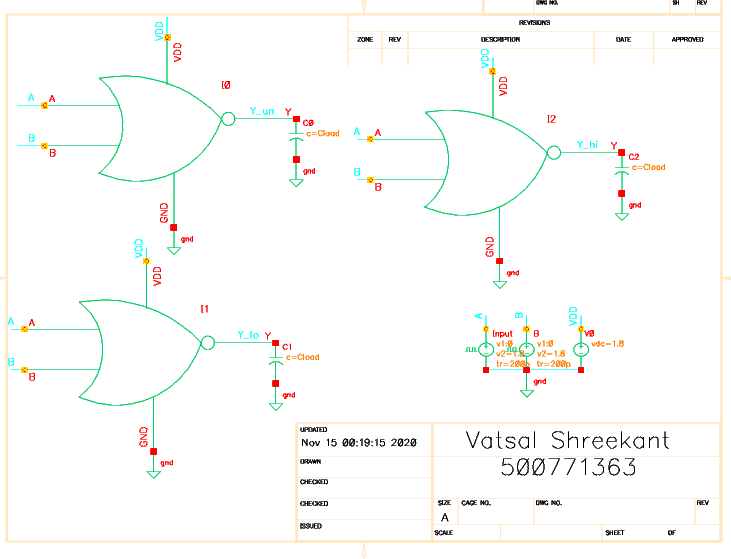 DWG NO.
SH
REV
REVISIONS
ZONE REV DESCRIPTION DATE APPROVED
VDD
VDD
I0
A A
B B
Y_un Y
C0
c=Cload
gnd
GND
gnd
VDD
VDD
I2
A A
B B
Y_hi Y
C2
c=Cload
gnd
GND
gnd
VDD
VDD
I1
A A
B B
Y_lo Y
C1
c=Cload
gnd
GND
gnd
A B VDD
Input B V0
v1:0 v1:0 vdc=1.8
v2=1.8 v2=1.8
tr=200p tr=200p
gnd
UPDATED
Nov 15 00:19:15 2020
DRAWN
CHECKED
CHECKED
ISSUED
Vatsal Shreekant
500771363
SIZE CAGE NO. DWG NO. REV
A
SCALE SHEET OF